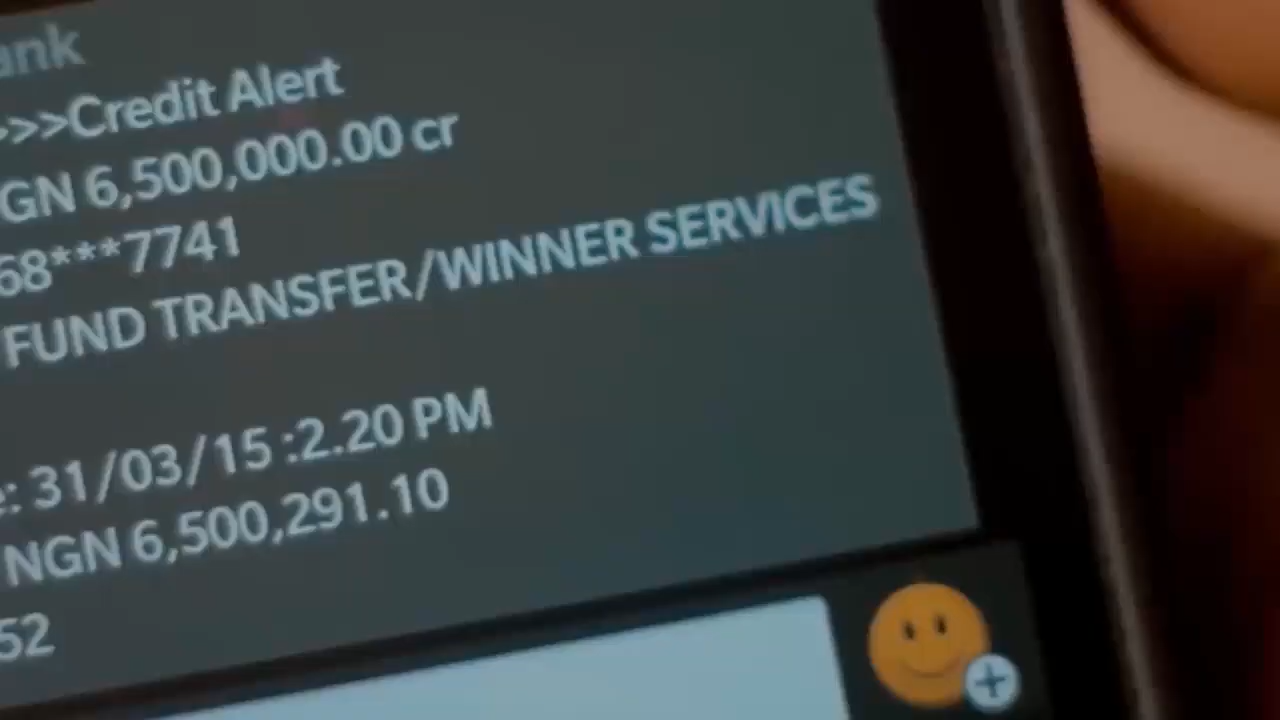 ank
>>>Credit Alert
GN 6,500,000.00 cr
68***7741
FUND TRANSFER/WINNER SERVICES
e: 31/03/15 :2.20 PM
NGN 6,500,291.10
52